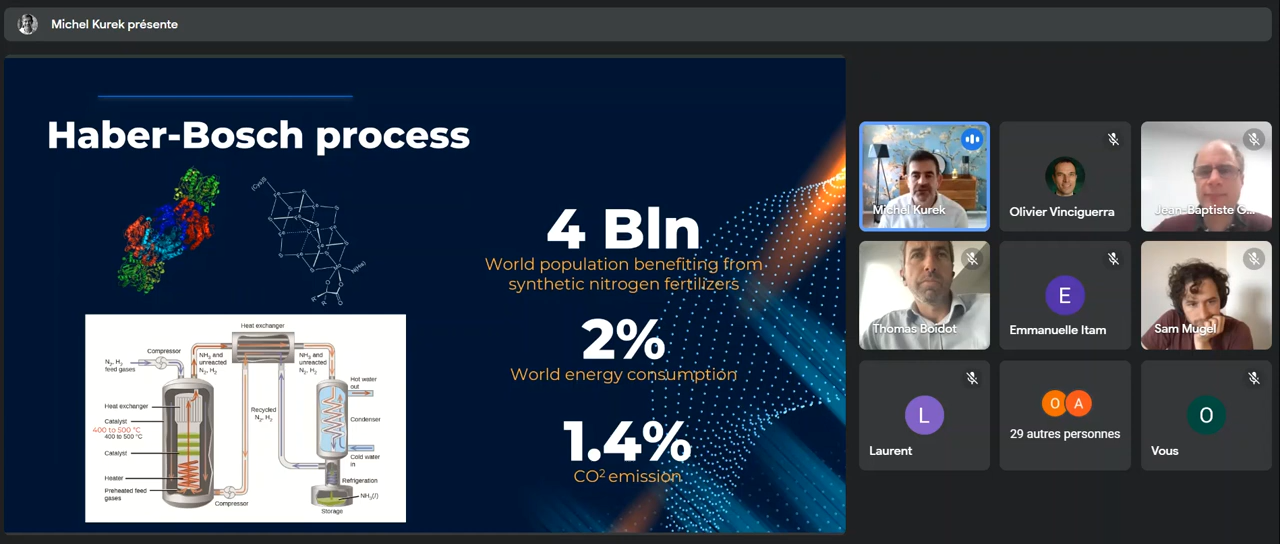 Michel Kurek présente
Haber-Bosch process
4 Bln
World population benefiting from
synthetic nitrogen fertilizers
2%
World energy consumption
1.4%
CO² emission
Heat exchanger
Compressor
N₂, H₂
feed gases
NH₃ and
unreacted
N₂, H₂
NH₃ and
unreacted
N₂, H₂
Hot water
out
Heat exchanger
Catalyst
400 to 500 °C
400 to 500 °C
Catalyst
Heater
Preheated feed
gases
Recycled
N₂, H₂
Condenser
Cold water
in
Refrigeration
NH₃(l)
Compressor
Storage
Michel Kurek
Olivier Vinciguerra
Jean-Baptiste G...
Thomas Boidot
E
Emmanuelle Itam
Sam Mugel
L
Laurent
O
A
29 autres personnes
O
Vous